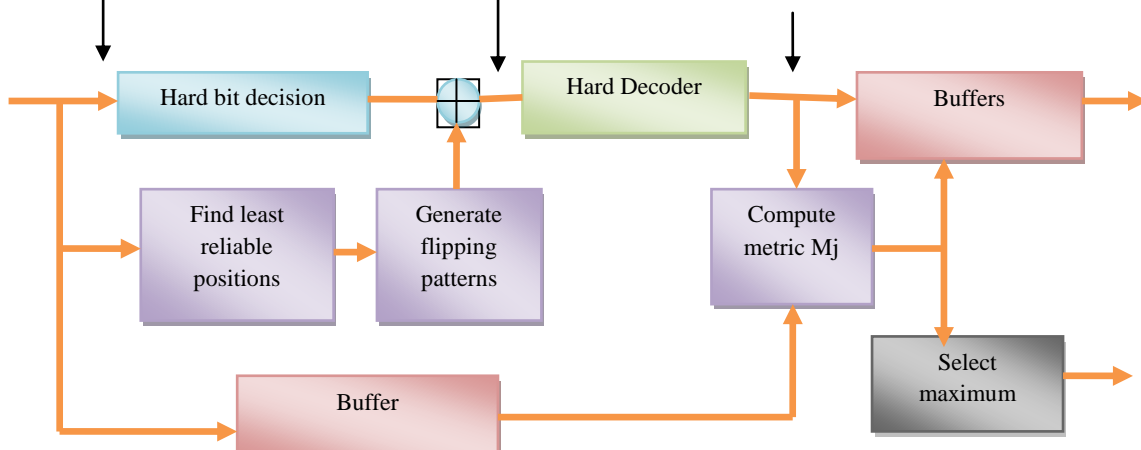 Hard bit decision
Hard Decoder
Buffers
Find least
reliable
positions
Generate
flipping
patterns
Compute
metric Mj
Select
maximum
Buffer